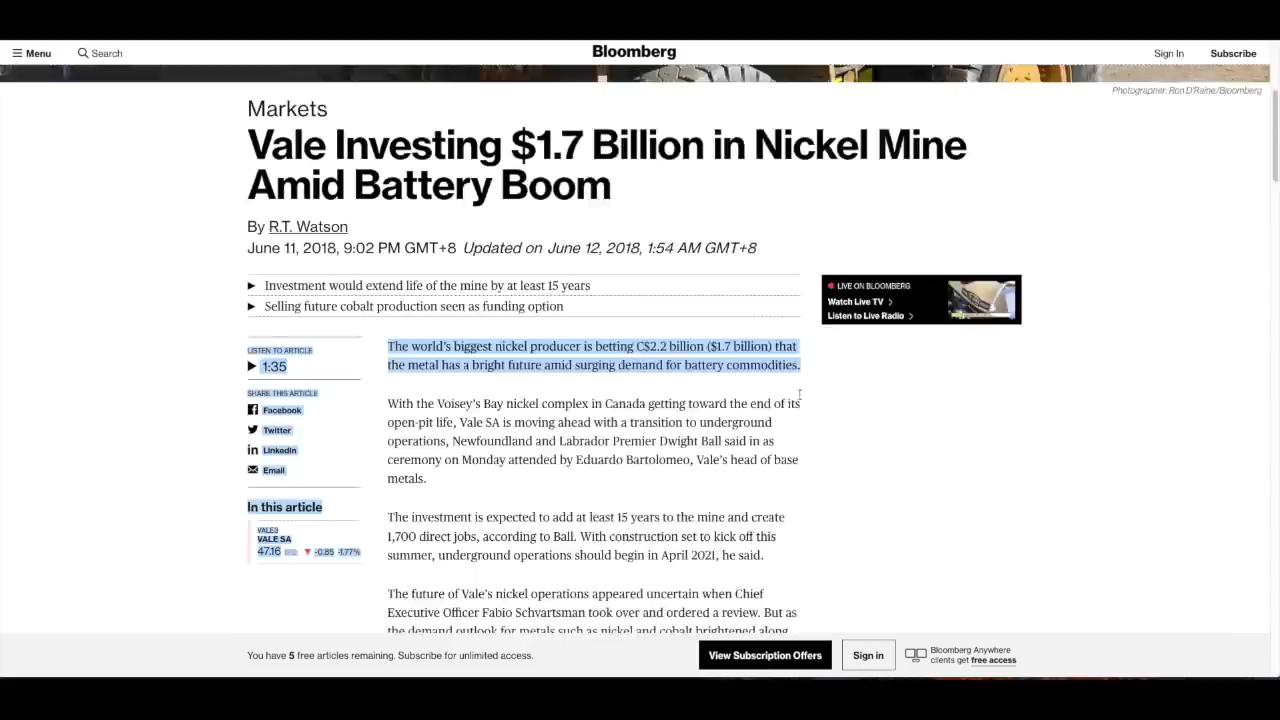 Menu
Search
Bloomberg
Sign In
Subscribe
Photographer: Ron D'Raine/Bloomberg
Markets
Vale Investing $1.7 Billion in Nickel Mine
Amid Battery Boom
By R.T. Watson
June 11, 2018, 9:02 PM GMT+8 Updated on June 12, 2018, 1:54 AM GMT+8
Investment would extend life of the mine by at least 15 years
Selling future cobalt production seen as funding option
LIVE ON BLOOMBERG
Watch Live TV
Listen to Live Radio
LISTEN TO ARTICLE
1:35
SHARE THIS ARTICLE
Facebook
Twitter
LinkedIn
Email
In this article
VALE3
VALE SA
47.16 -0.85 -1.77%
The world's biggest nickel producer is betting C$2.2 billion ($1.7 billion) that
the metal has a bright future amid surging demand for battery commodities.
With the Voisey's Bay nickel complex in Canada getting toward the end of its
open-pit life, Vale SA is moving ahead with a transition to underground
operations, Newfoundland and Labrador Premier Dwight Ball said in as
ceremony on Monday attended by Eduardo Bartolomeo, Vale's head of base
metals.
The investment is expected to add at least 15 years to the mine and create
1,700 direct jobs, according to Ball. With construction set to kick off this
summer, underground operations should begin in April 2021, he said.
The future of Vale's nickel operations appeared uncertain when Chief
Executive Officer Fabio Schvartsman took over and ordered a review. But as
the demand outlook for metals such as nickel and cobalt brightened along
You have 5 free articles remaining. Subscribe for unlimited access.
View Subscription Offers
Sign in
Bloomberg Anywhere
clients get free access